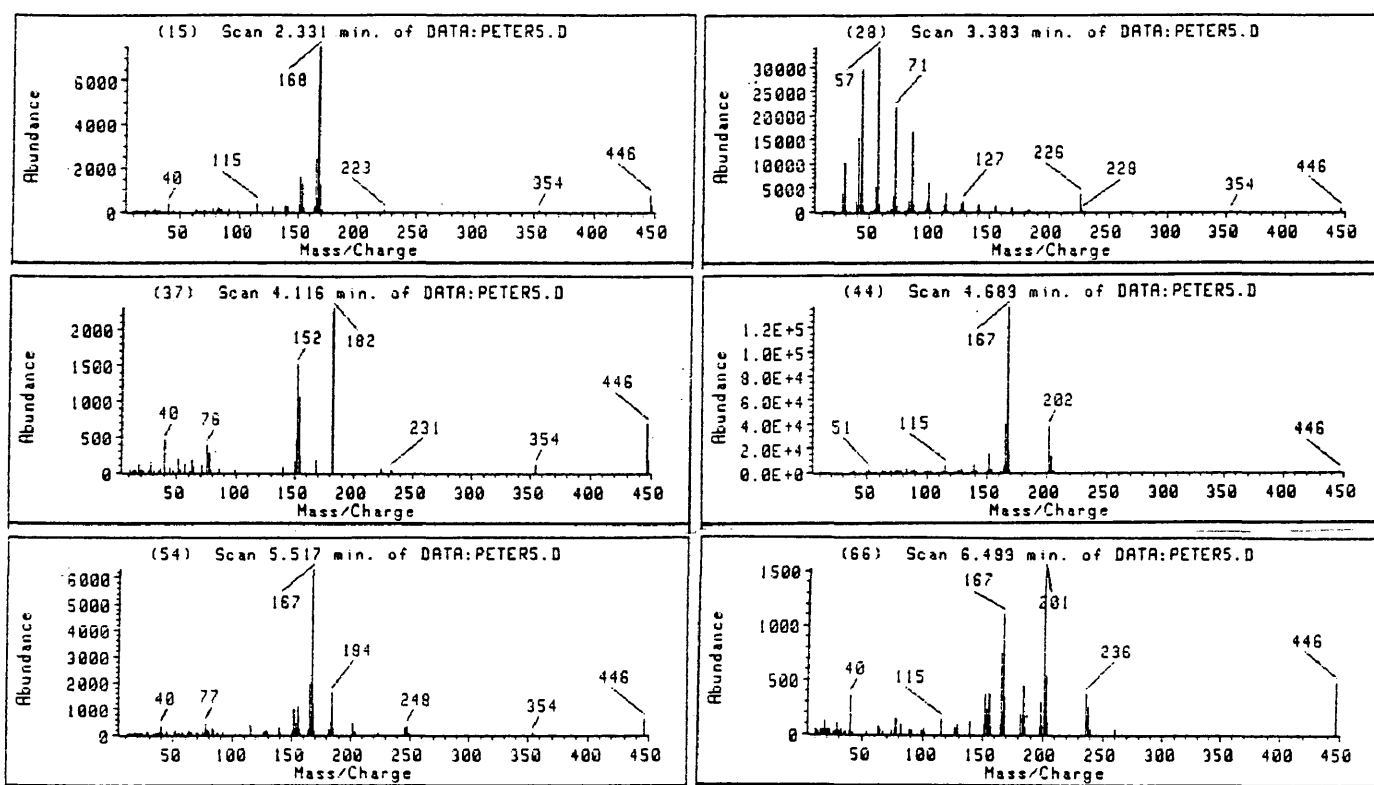 (15) Scan 2.331 min. of DATA:PETER5.D
Abundance
6000
4000
2000
0
168
40
115
223
354
446
50 100 150 200 250 300 350 400 450
Mass/Charge
(28) Scan 3.383 min. of DATA:PETER5.D
Abundance
30000
25000
20000
15000
10000
5000
0
57
71
127
226
228
354
446
50 100 150 200 250 300 350 400 450
Mass/Charge
(37) Scan 4.116 min. of DATA:PETER5.D
Abundance
2000
1500
1000
500
0
152
182
40
76
231
354
446
50 100 150 200 250 300 350 400 450
Mass/Charge
(44) Scan 4.689 min. of DATA:PETER5.D
Abundance
1.2E+5
1.0E+5
8.0E+4
6.0E+4
4.0E+4
2.0E+4
0.0E+0
167
202
51
115
446
50 100 150 200 250 300 350 400 450
Mass/Charge
(54) Scan 5.517 min. of DATA:PETER5.D
Abundance
6000
5000
4000
3000
2000
1000
0
167
194
40
77
248
354
446
50 100 150 200 250 300 350 400 450
Mass/Charge
(66) Scan 6.493 min. of DATA:PETER5.D
Abundance
1500
1000
500
0
167
201
40
115
236
446
50 100 150 200 250 300 350 400 450
Mass/Charge